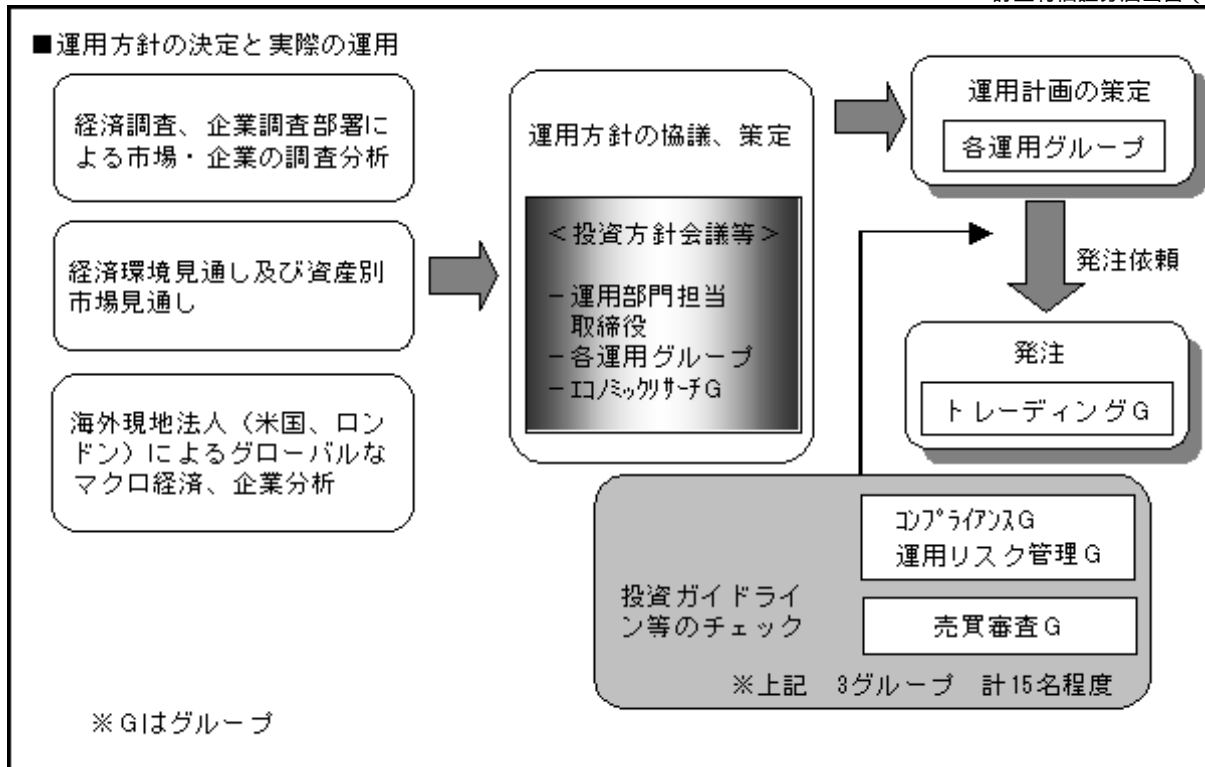 ■運用方針の決定と実際の運用
経済調査、企業調査部署に
よる市場・企業の調査分析
経済環境見通し及び資産別
市場見通し
海外現地法人（米国、ロン
ドン）によるグローバルな
マクロ経済、企業分析
運用方針の協議、策定
＜投資方針会議等＞
－運用部門担当
取締役
－各運用グループ
－ｴｺﾉﾐｯｸﾘｻｰﾁＧ
運用計画の策定
各運用グループ
発注依頼
発注
トレーディングＧ
ｺﾝﾌﾟﾗｲｱﾝｽＧ
運用リスク管理Ｇ
投資ガイドライ
ン等のチェック
売買審査Ｇ
※上記　3グループ　計15名程度
※Ｇはグループ